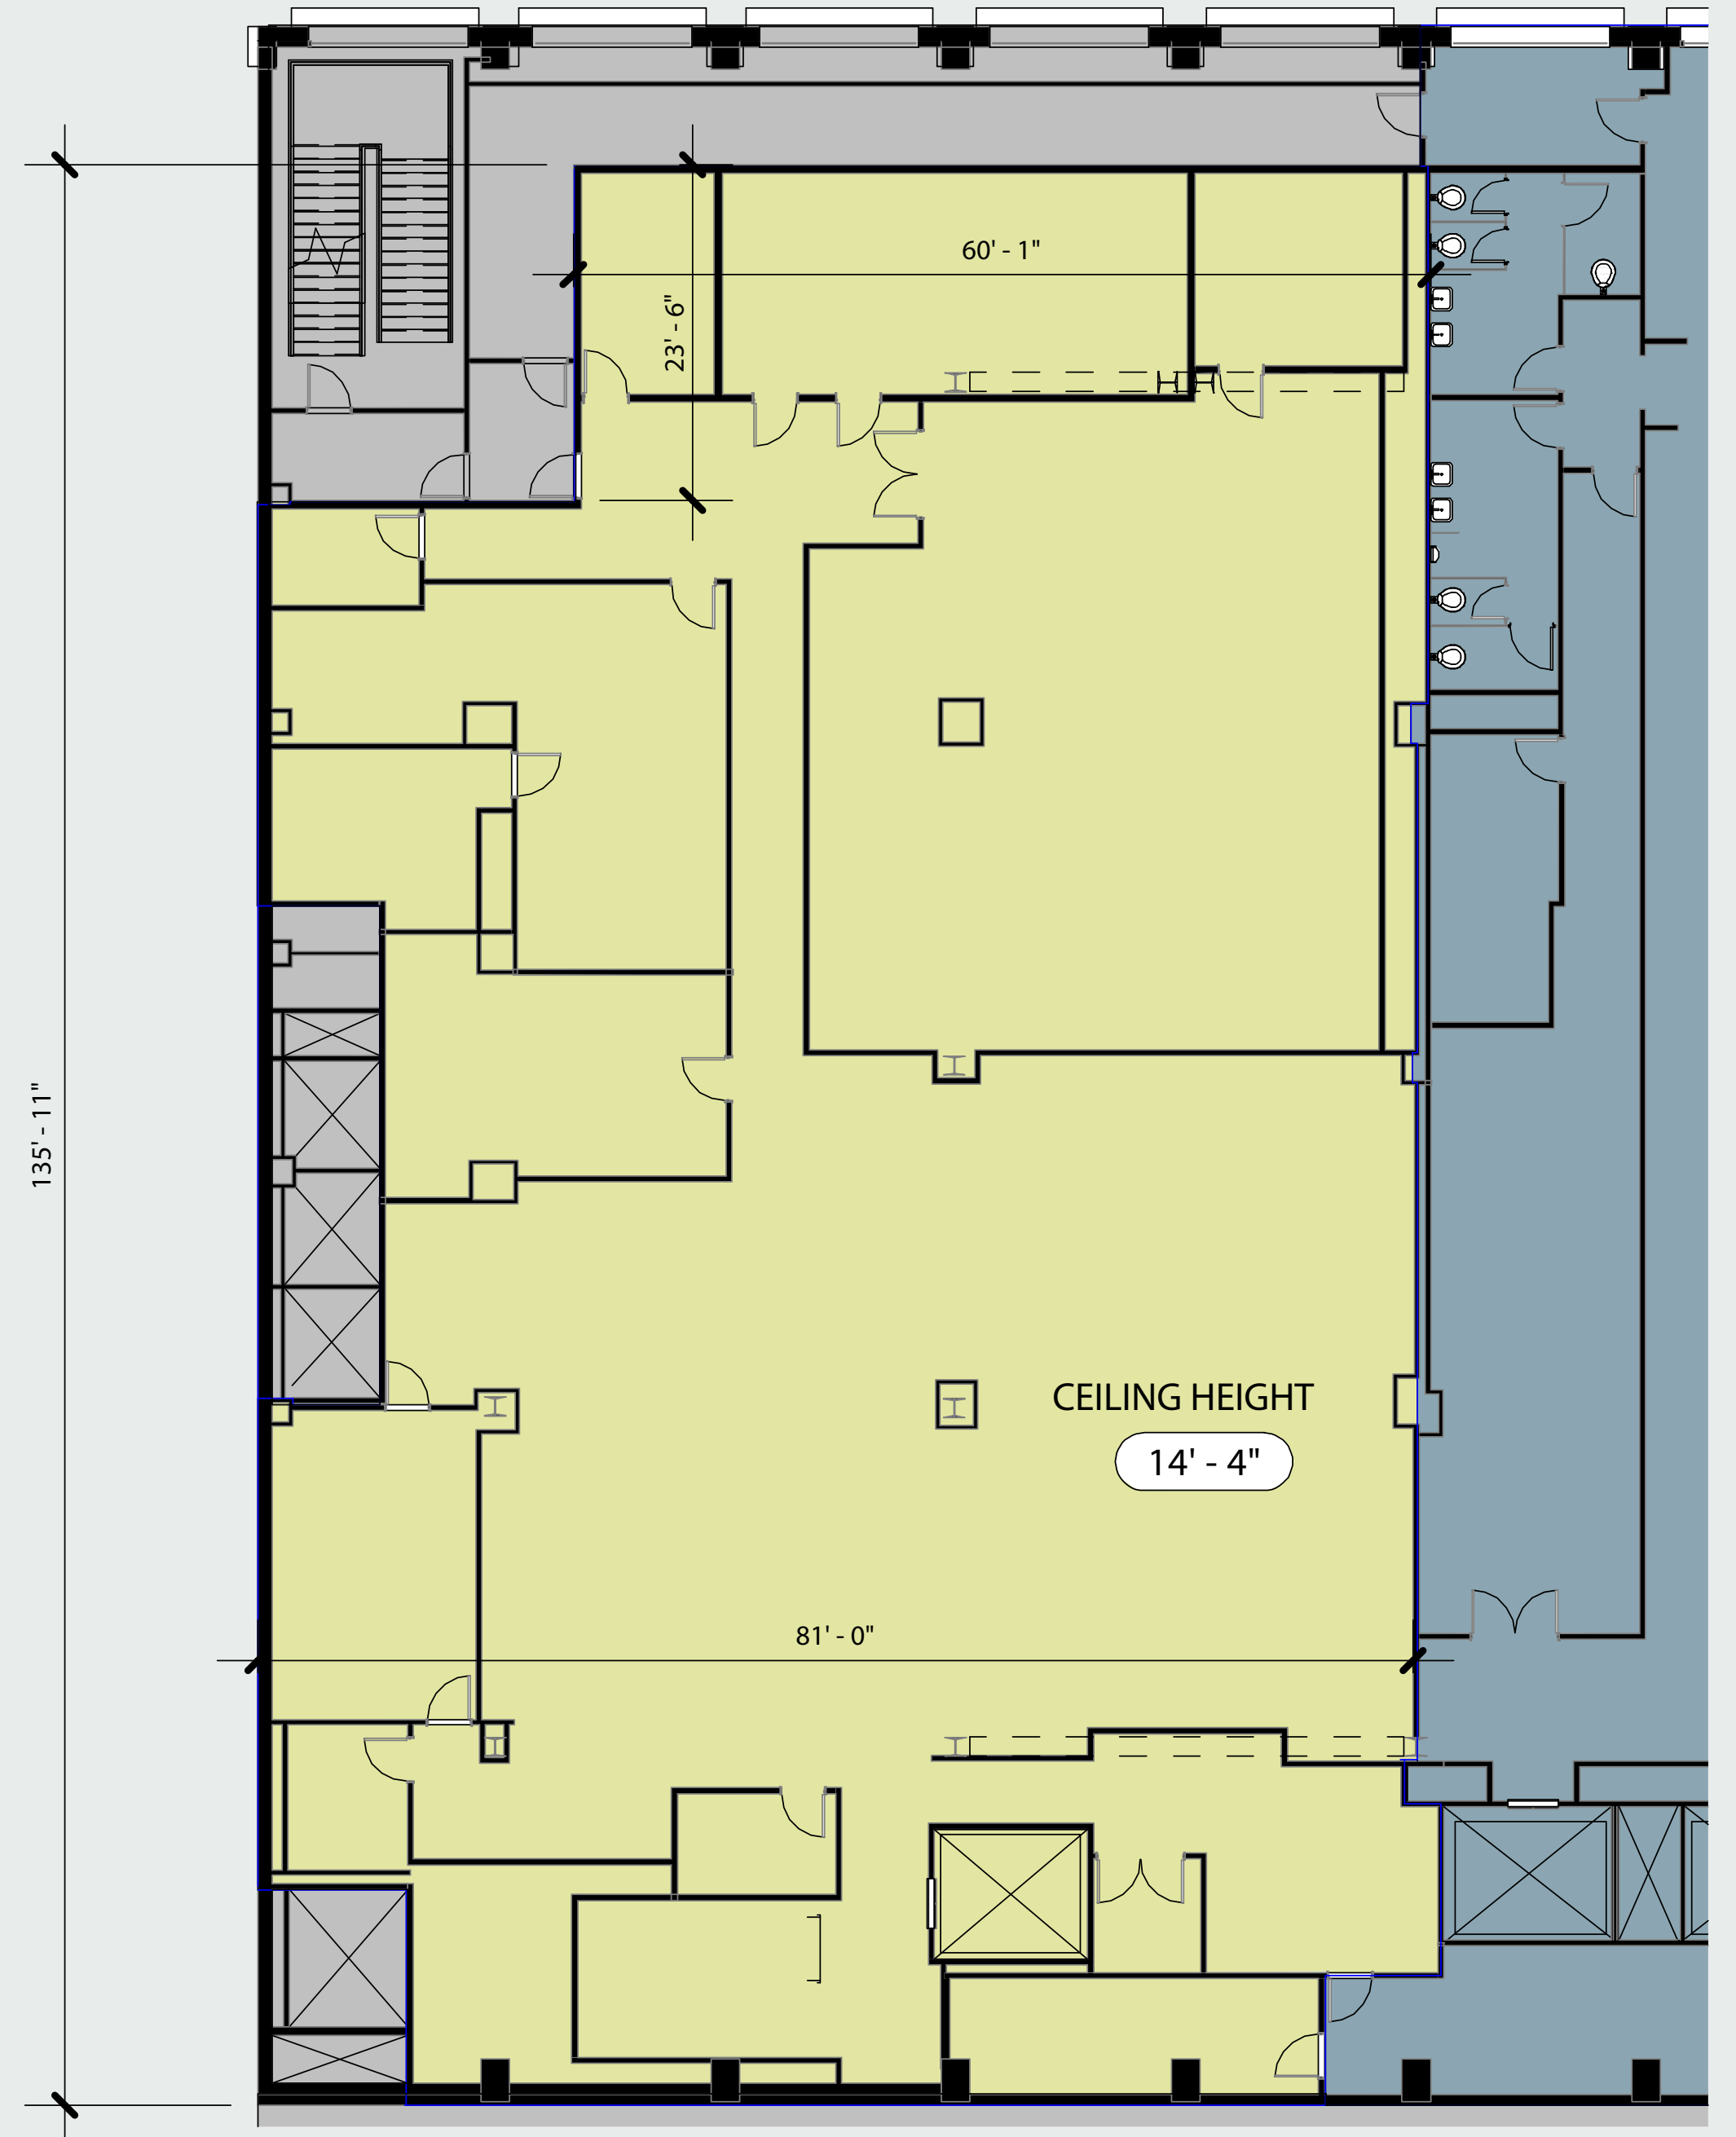 60' - 1"
23' - 6"
135' - 11"
CEILING HEIGHT
14' - 4"
81' - 0"